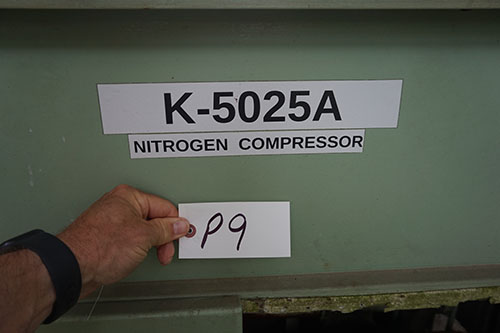 K-5025A
NITROGEN COMPRESSOR
P9